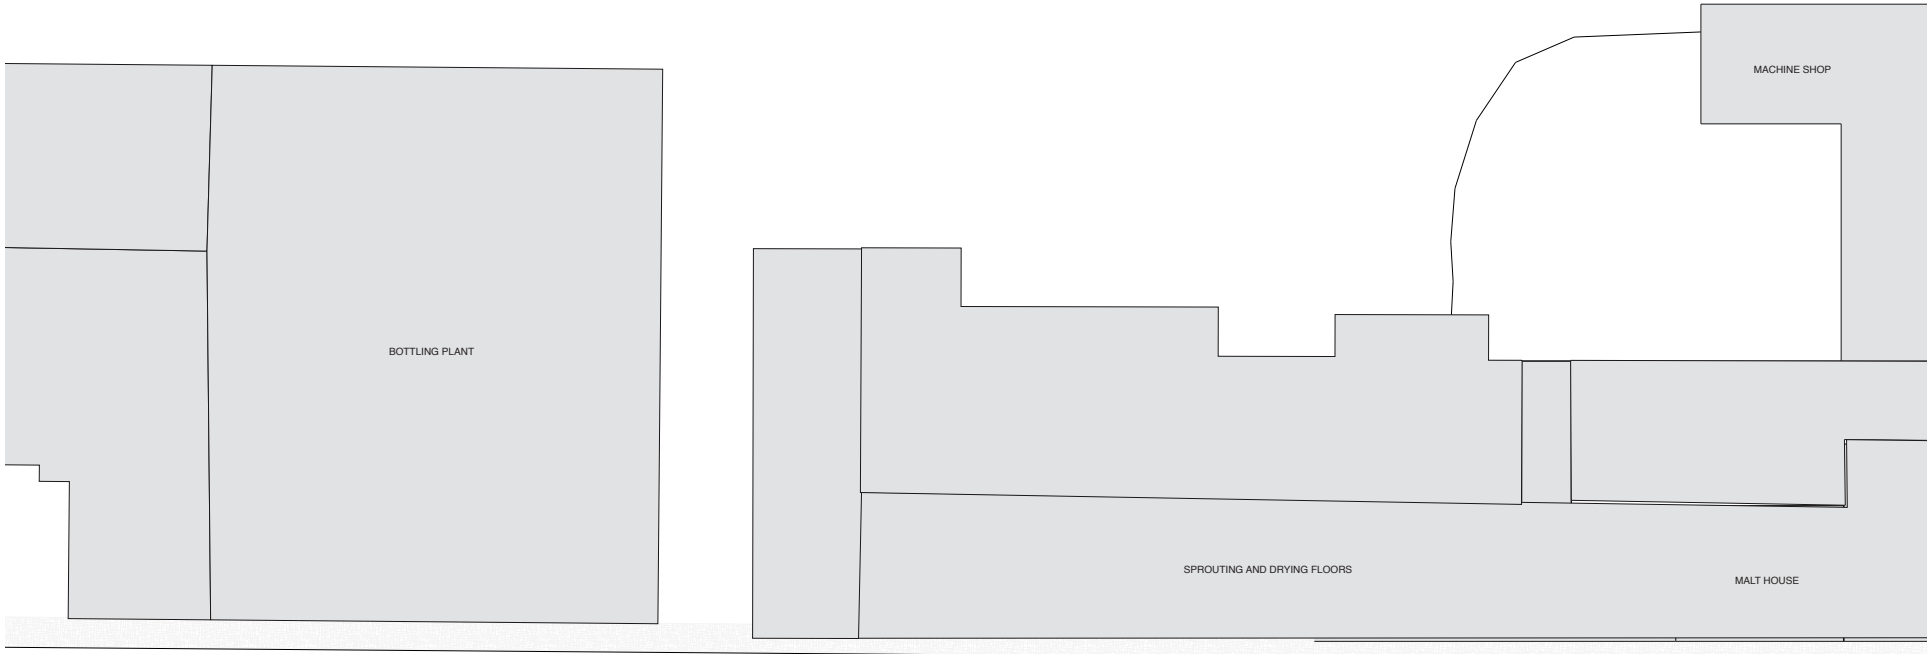 MACHINE SHOP
BOTTLING PLANT
SPROUTING AND DRYING FLOORS
MALT HOUSE